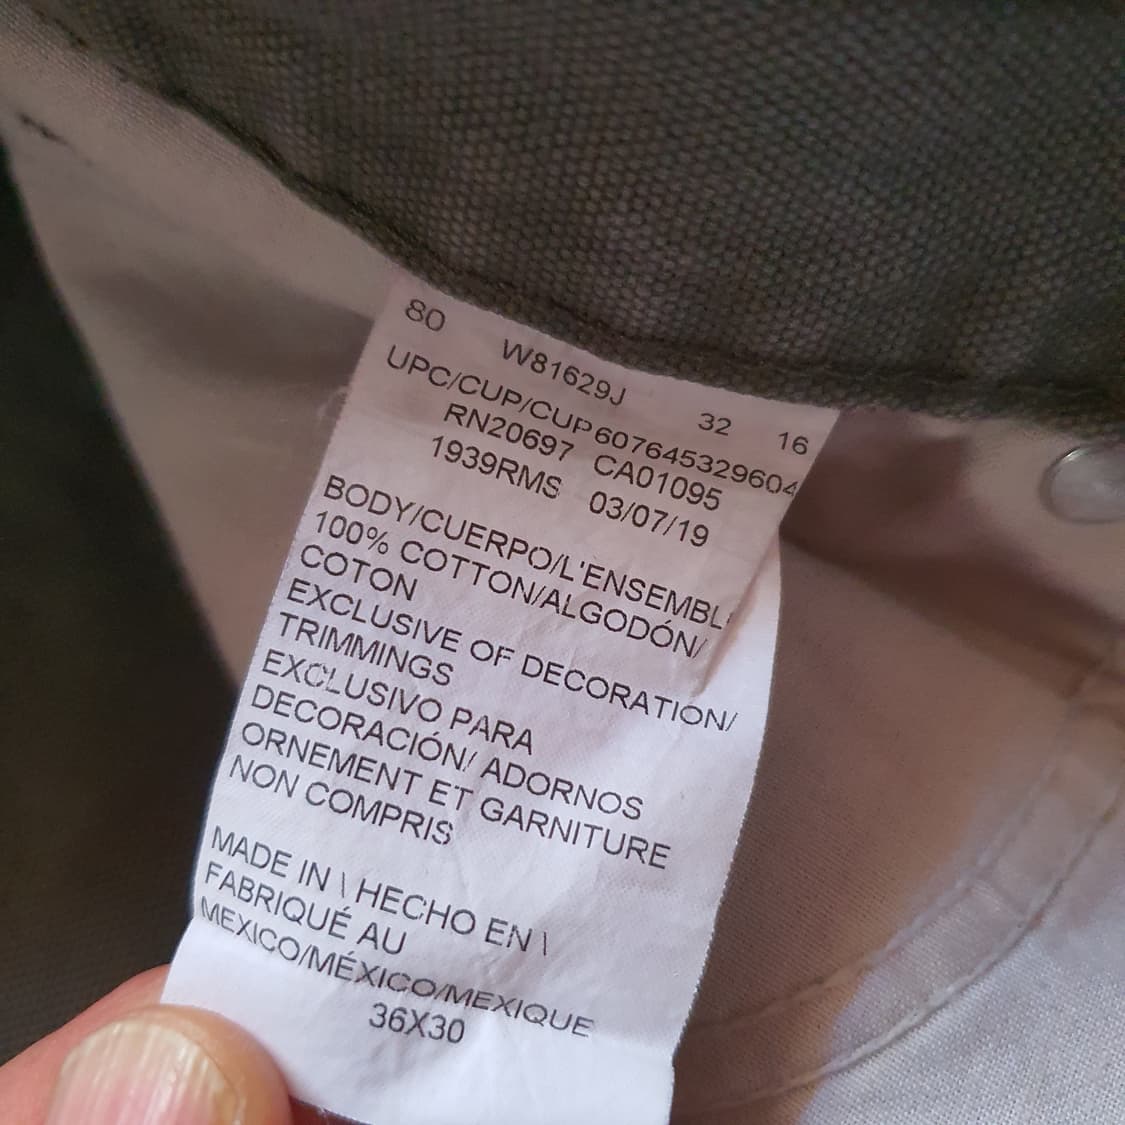 80 W81629J 32 16
UPC/CUP/CUP 607645329604
RN20697 CA01095
1939RMS 03/07/19
BODY/CUERPO/L'ENSEMBL
100% COTTON/ALGODÓN/
COTON
EXCLUSIVE OF DECORATION/
TRIMMINGS
EXCLUSIVO PARA
DECORACIÓN/ ADORNOS
ORNEMENT ET GARNITURE
NON COMPRIS
MADE IN \ HECHO EN \
FABRIQUÉ AU
MEXICO/MÉXICO/MEXIQUE
36X30